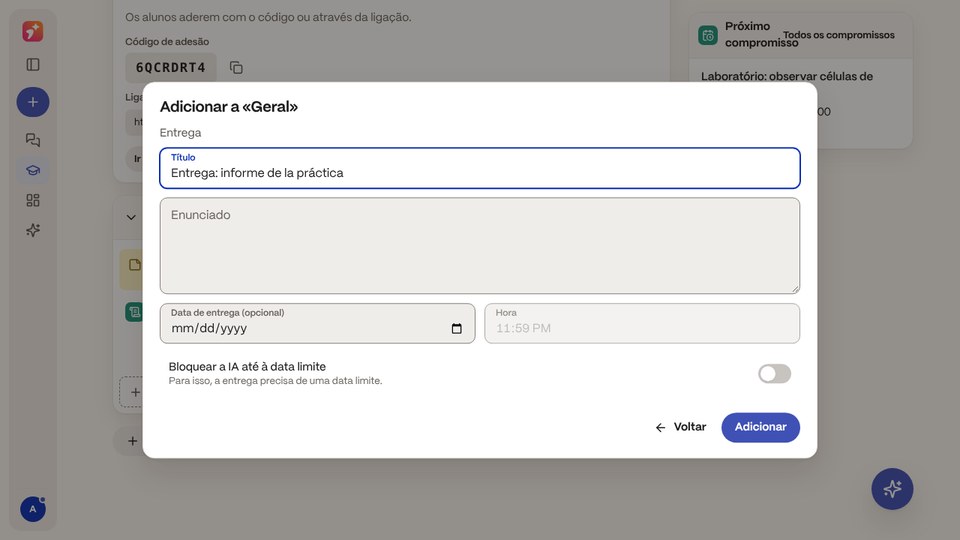 Os alunos aderem com o código ou através da ligação.
Código de adesão
6QCRDRT4
Próximo compromisso
Todos os compromissos
Laboratório: observar células de
Adicionar a «Geral»
Entrega
Título
Entrega: informe de la práctica
Enunciado
Data de entrega (opcional)
mm/dd/yyyy
Hora
11:59 PM
Bloquear a IA até à data limite
Para isso, a entrega precisa de uma data limite.
Voltar
Adicionar
Ir
A